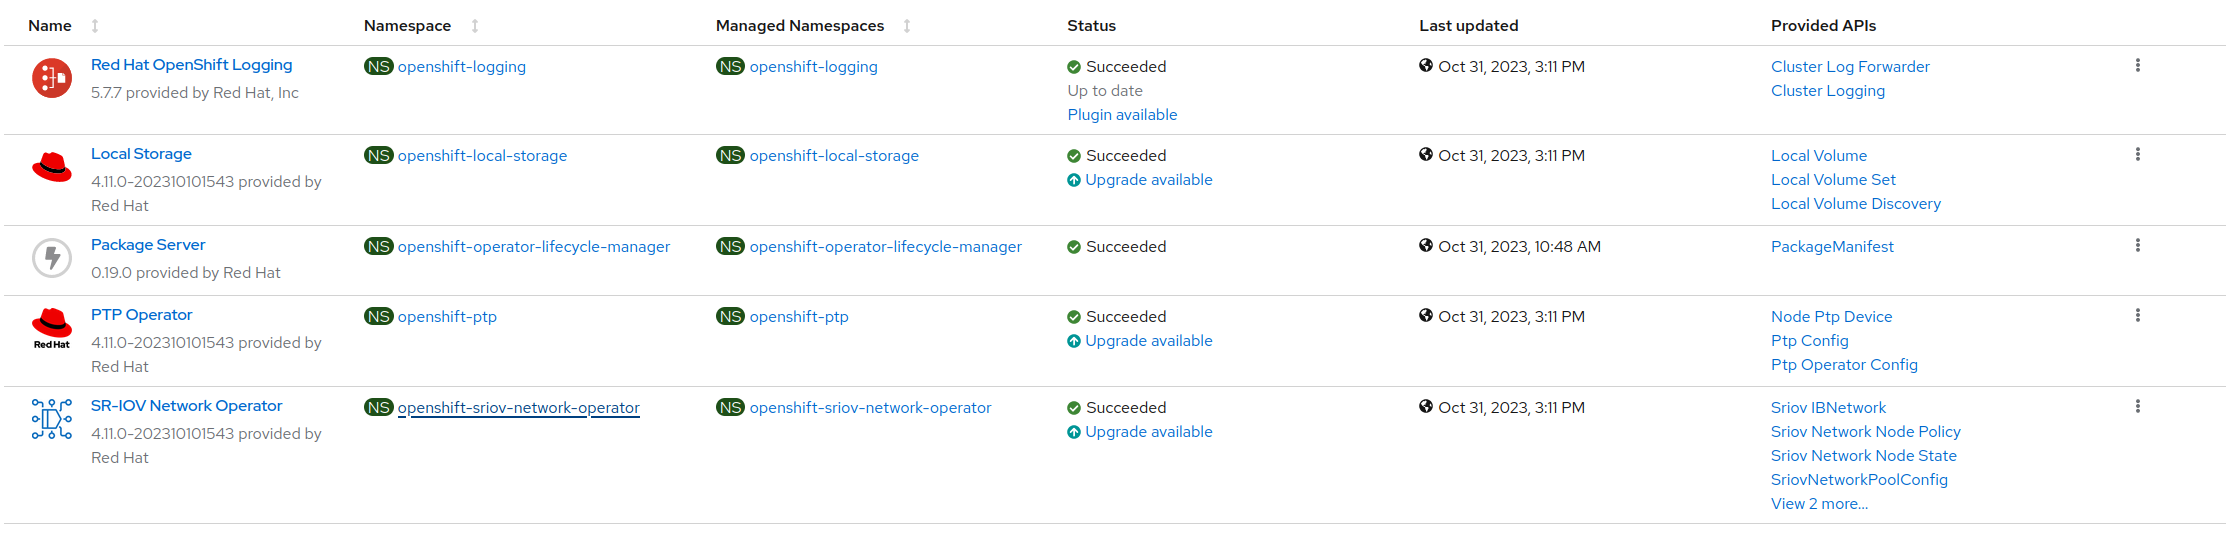 Name Namespace Managed Namespaces Status Last updated Provided APIs
Red Hat OpenShift Logging NS openshift-logging NS openshift-logging Succeeded Oct 31, 2023, 3:11 PM Cluster Log Forwarder
5.7.7 provided by Red Hat, Inc Up to date Cluster Logging
Plugin available
Local Storage NS openshift-local-storage NS openshift-local-storage Succeeded Oct 31, 2023, 3:11 PM Local Volume
4.11.0-202310101543 provided by Upgrade available Local Volume Set
Red Hat Local Volume Discovery
Package Server NS openshift-operator-lifecycle-manager NS openshift-operator-lifecycle-manager Succeeded Oct 31, 2023, 10:48 AM PackageManifest
0.19.0 provided by Red Hat
PTP Operator NS openshift-ptp NS openshift-ptp Succeeded Oct 31, 2023, 3:11 PM Node Ptp Device
Red Hat 4.11.0-202310101543 provided by Upgrade available Ptp Config
Red Hat Ptp Operator Config
SR-IOV Network Operator NS openshift-sriov-network-operator NS openshift-sriov-network-operator Succeeded Oct 31, 2023, 3:11 PM Sriov IBNetwork
4.11.0-202310101543 provided by Upgrade available Sriov Network Node Policy
Red Hat Sriov Network Node State
SriovNetworkPoolConfig
View 2 more...